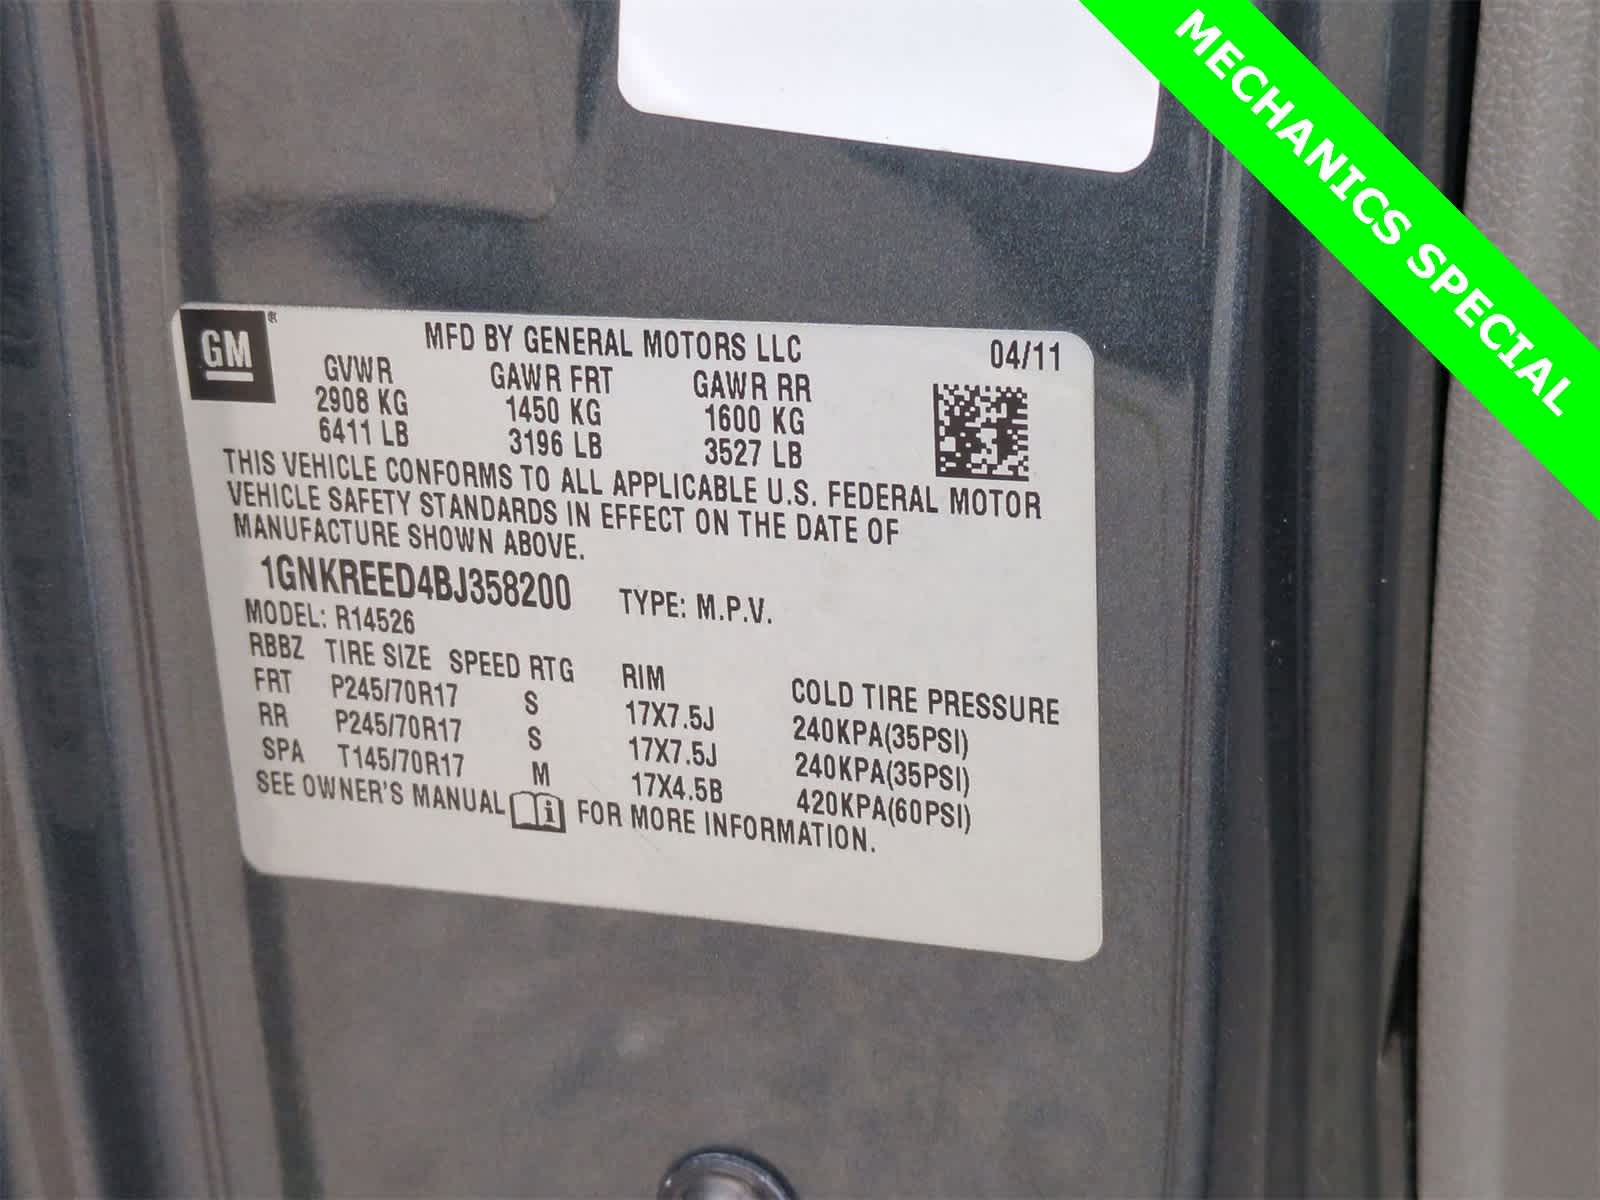 MECHANICS SPECIAL
GM®
MFD BY GENERAL MOTORS LLC
04/11
GVWR GAWR FRT GAWR RR
2908 KG 1450 KG 1600 KG
6411 LB 3196 LB 3527 LB
THIS VEHICLE CONFORMS TO ALL APPLICABLE U.S. FEDERAL MOTOR
VEHICLE SAFETY STANDARDS IN EFFECT ON THE DATE OF
MANUFACTURE SHOWN ABOVE.
1GNKREED4BJ358200 TYPE: M.P.V.
MODEL: R14526
RBBZ TIRE SIZE SPEED RTG RIM COLD TIRE PRESSURE
FRT P245/70R17 S 17X7.5J 240KPA(35PSI)
RR P245/70R17 S 17X7.5J 240KPA(35PSI)
SPA T145/70R17 M 17X4.5B 420KPA(60PSI)
SEE OWNER'S MANUAL i FOR MORE INFORMATION.